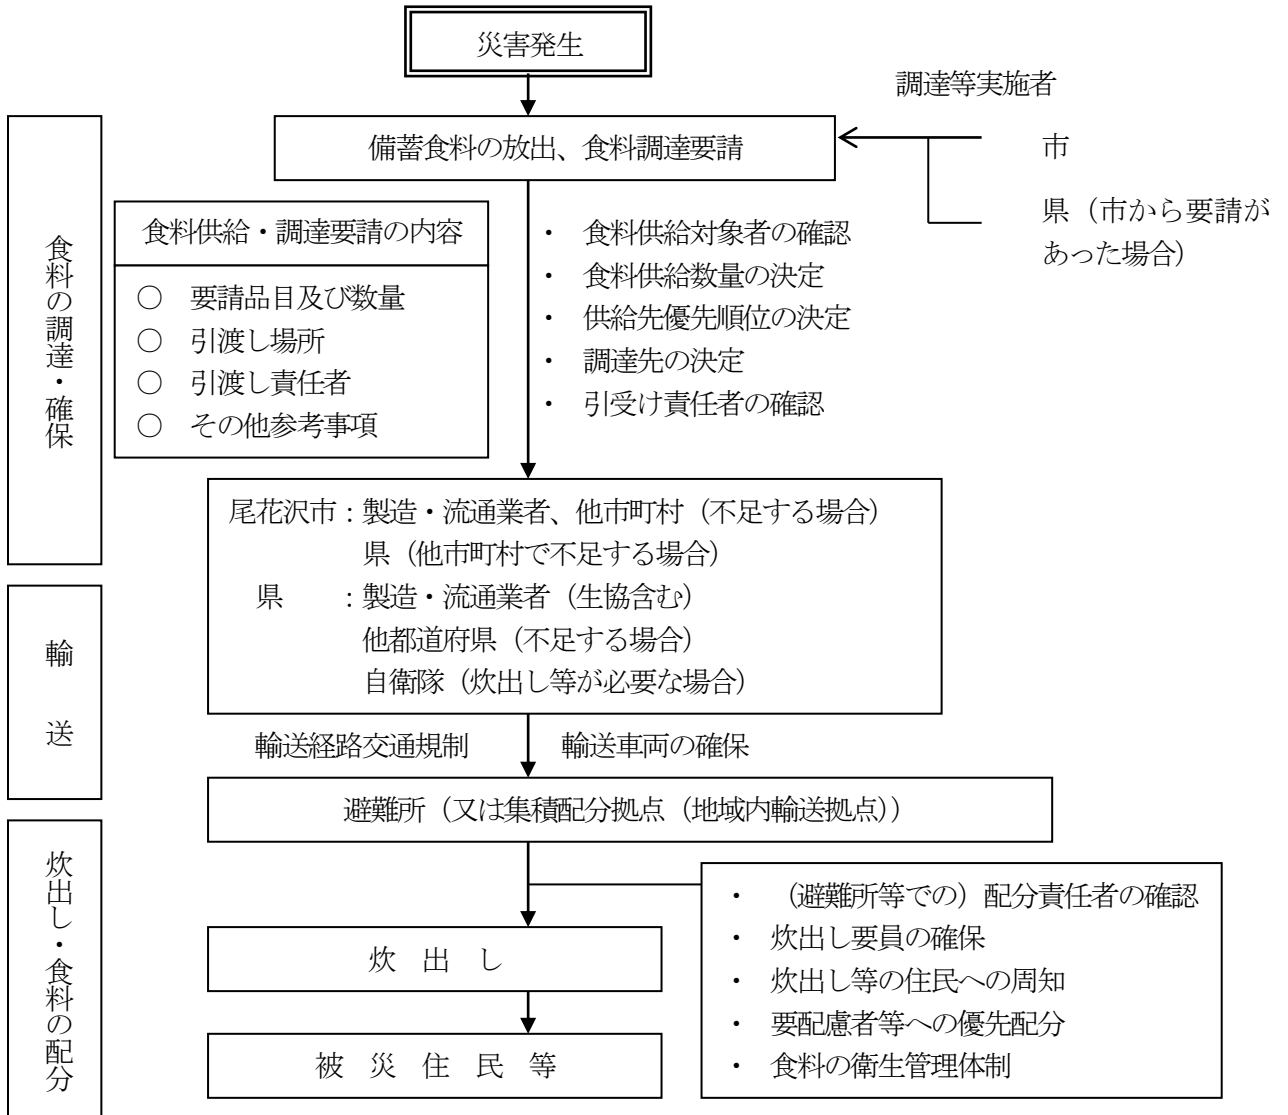 災害発生
調達等実施者
備蓄食料の放出、食料調達要請
市
県（市から要請が
あった場合）
食料の調達・確保
食料供給・調達要請の内容
○ 要請品目及び数量
○ 引渡し場所
○ 引渡し責任者
○ その他参考事項
・ 食料供給対象者の確認
・ 食料供給数量の決定
・ 供給先優先順位の決定
・ 調達先の決定
・ 引受け責任者の確認
尾花沢市：製造・流通業者、他市町村（不足する場合）
県（他市町村で不足する場合）
県 ：製造・流通業者（生協含む）
他都道府県（不足する場合）
自衛隊（炊出し等が必要な場合）
輸 送
輸送経路交通規制 輸送車両の確保
避難所（又は集積配分拠点（地域内輸送拠点））
炊出し・食料の配分
・ （避難所等での）配分責任者の確認
・ 炊出し要員の確保
・ 炊出し等の住民への周知
・ 要配慮者等への優先配分
・ 食料の衛生管理体制
炊 出 し
被 災 住 民 等